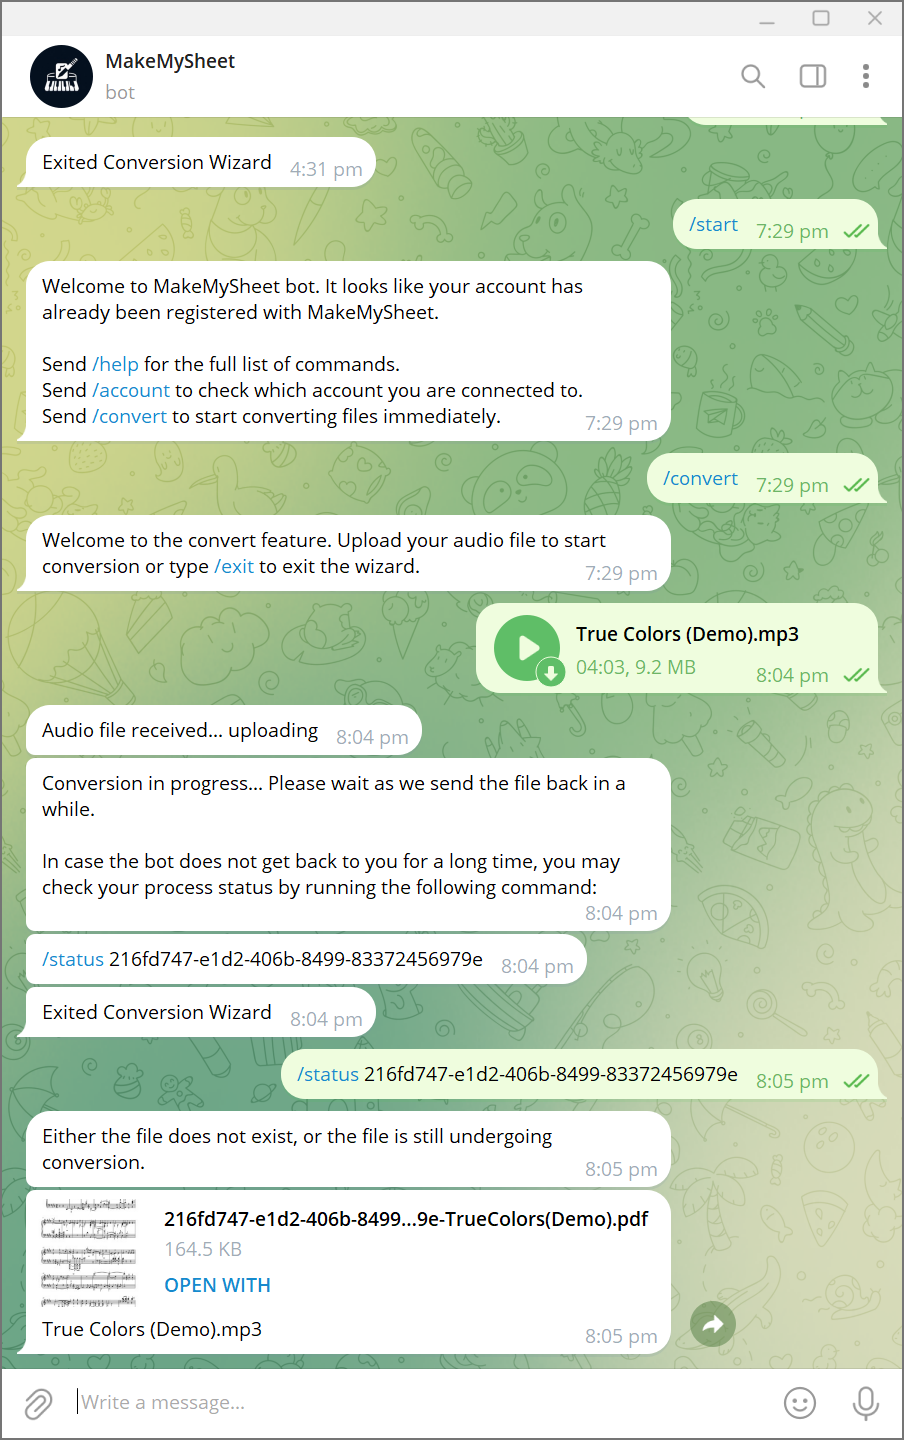 MakeMySheet
bot
Exited Conversion Wizard 4:31 pm
/start 7:29 pm
Welcome to MakeMySheet bot. It looks like your account has
already been registered with MakeMySheet.
Send /help for the full list of commands.
Send /account to check which account you are connected to.
Send /convert to start converting files immediately.
7:29 pm
/convert 7:29 pm
Welcome to the convert feature. Upload your audio file to start
conversion or type /exit to exit the wizard.
7:29 pm
True Colors (Demo).mp3
04:03, 9.2 MB
8:04 pm
Audio file received... uploading 8:04 pm
Conversion in progress... Please wait as we send the file back in a
while.
In case the bot does not get back to you for a long time, you may
check your process status by running the following command:
8:04 pm
/status 216fd747-e1d2-406b-8499-83372456979e 8:04 pm
Exited Conversion Wizard 8:04 pm
/status 216fd747-e1d2-406b-8499-83372456979e 8:05 pm
Either the file does not exist, or the file is still undergoing
conversion.
8:05 pm
216fd747-e1d2-406b-8499...9e-TrueColors(Demo).pdf
164.5 KB
OPEN WITH
True Colors (Demo).mp3
8:05 pm
Write a message...